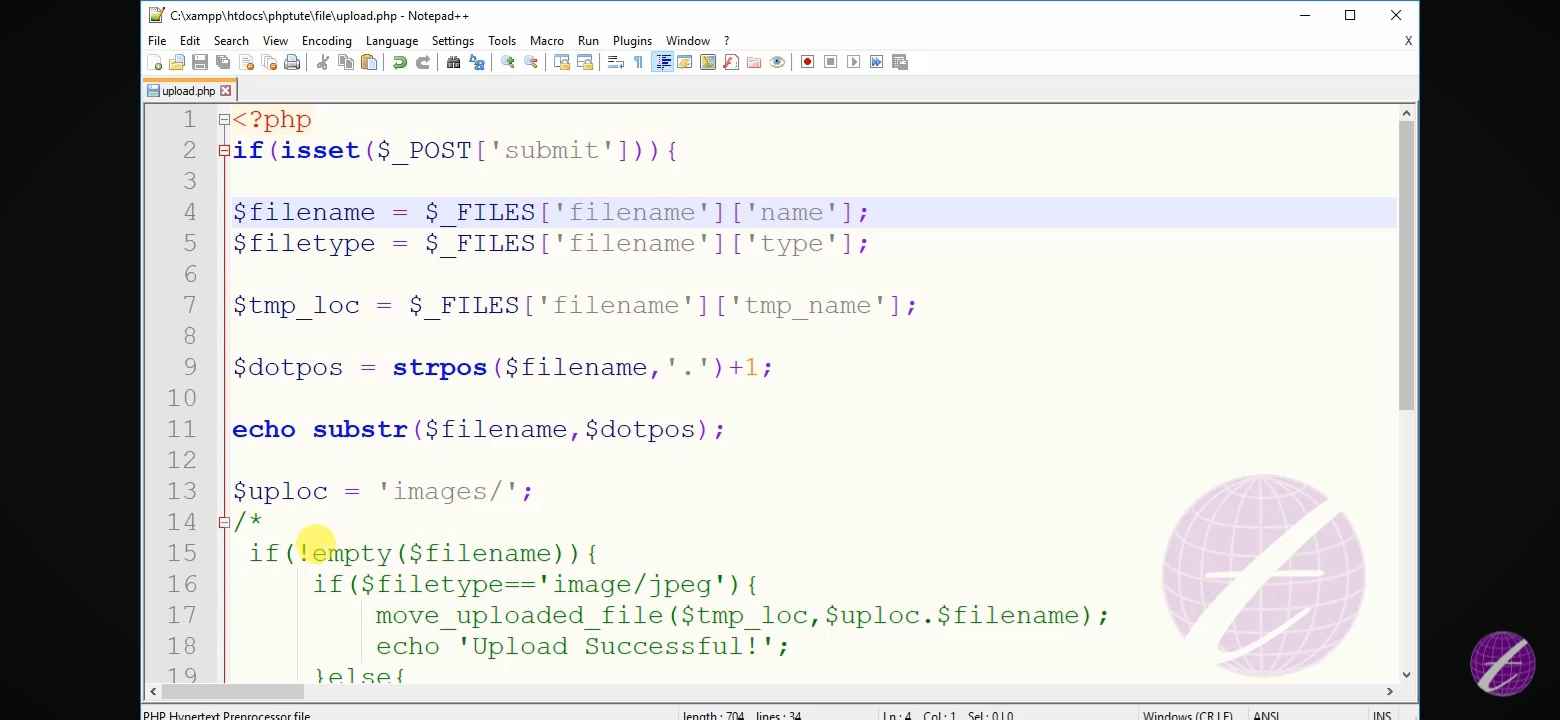 C:\xampp\htdocs\phptute\file\upload.php - Notepad++
File Edit Search View Encoding Language Settings Tools Macro Run Plugins Window ? X
upload.php
1 <?php
2 if(isset($_POST['submit'])){
3
4 $filename = $_FILES['filename']['name'];
5 $filetype = $_FILES['filename']['type'];
6
7 $tmp_loc = $_FILES['filename']['tmp_name'];
8
9 $dotpos = strpos($filename,'.')+1;
10
11 echo substr($filename,$dotpos);
12
13 $uploc = 'images/';
14 /*
15 if(!empty($filename)){
16 if($filetype=='image/jpeg'){
17 move_uploaded_file($tmp_loc,$uploc.$filename);
18 echo 'Upload Successful!';
19 }else{
PHP Hypertext Preprocessor file length : 704 lines : 34 Ln : 4 Col : 1 Sel : 0 | 0 Windows (CR LF) ANSI INS